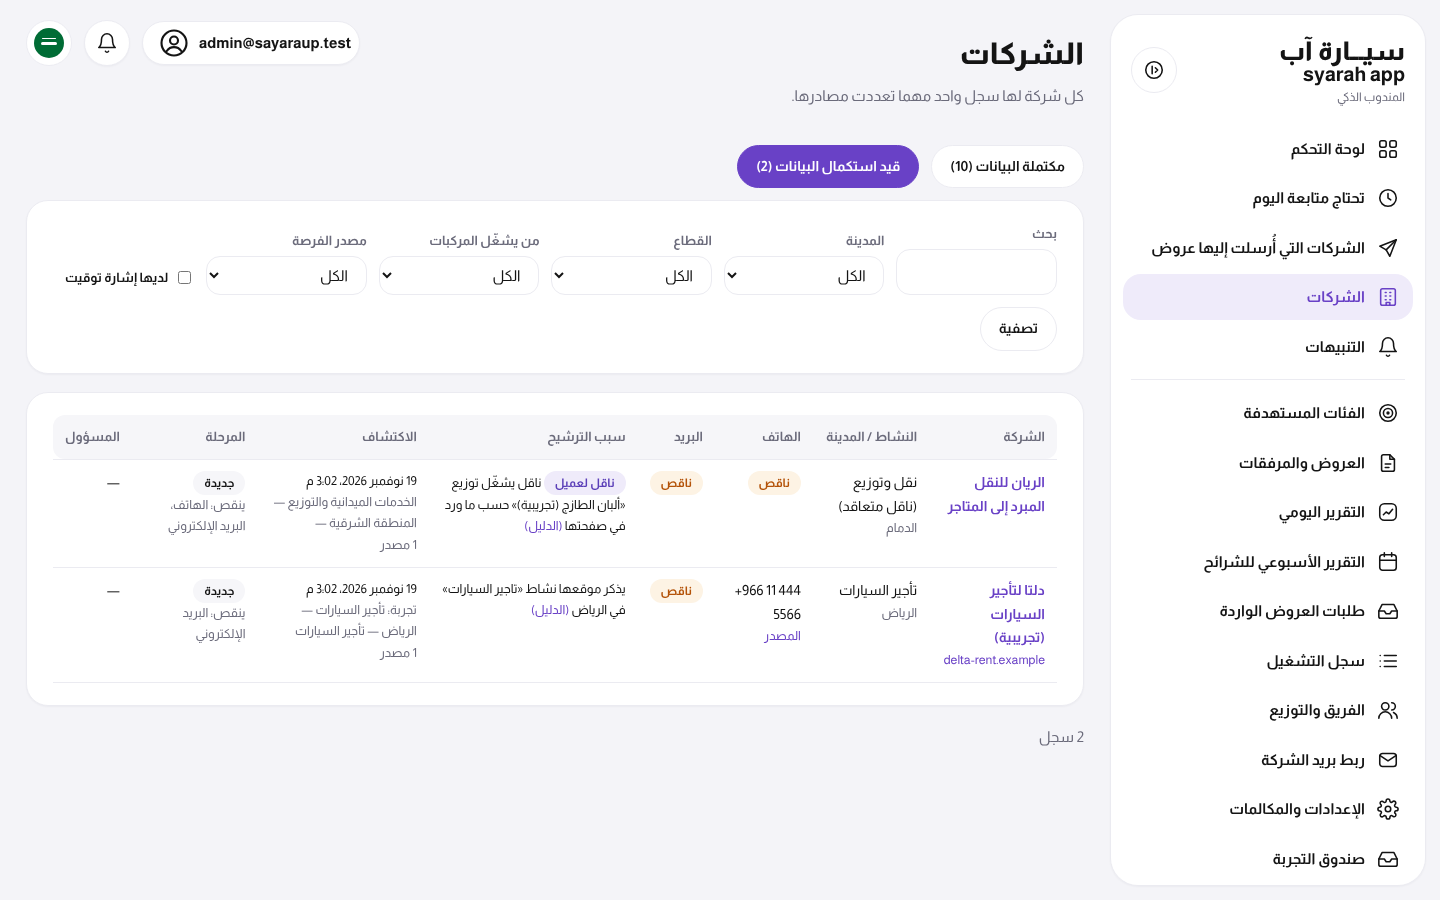 سيــارة آب
syarah app
المندوب الذكي
لوحة التحكم
تحتاج متابعة اليوم
الشركات التي أُرسلت إليها عروض
الشركات
التنبيهات
الفئات المستهدفة
العروض والمرفقات
التقرير اليومي
التقرير الأسبوعي للشرائح
طلبات العروض الواردة
سجل التشغيل
الفريق والتوزيع
ربط بريد الشركة
الإعدادات والمكالمات
صندوق التجربة
admin@sayaraup.test
الشركات
كل شركة لها سجل واحد مهما تعددت مصادرها.
مكتملة البيانات (10)
قيد استكمال البيانات (2)
بحث
المدينة
القطاع
من يشغّل المركبات
مصدر الفرصة
الكل
الكل
الكل
الكل
لديها إشارة توقيت
تصفية
الشركة
النشاط / المدينة
الهاتف
البريد
سبب الترشيح
الاكتشاف
المرحلة
المسؤول
الريان للنقل
المبرد إلى المتاجر
نقل وتوزيع
(ناقل متعاقد)
الدمام
ناقص
ناقص
ناقل لعميل ناقل يشغّل توزيع
«ألبان الطازج (تجريبية)» حسب ما ورد
في صفحتها (الدليل)
19 نوفمبر 2026، 3:02 م
الخدمات الميدانية والتوزيع —
المنطقة الشرقية —
1 مصدر
جديدة
ينقص: الهاتف،
البريد الإلكتروني
—
دلتا لتأجير
السيارات
(تجريبية)
delta-rent.example
تأجير السيارات
الرياض
+966 11 444
5566
المصدر
ناقص
يذكر موقعها نشاط «تاجير السيارات»
في الرياض (الدليل)
19 نوفمبر 2026، 3:02 م
تجربة، تأجير السيارات —
الرياض — تأجير السيارات
1 مصدر
جديدة
ينقص: البريد
الإلكتروني
—
2 سجل